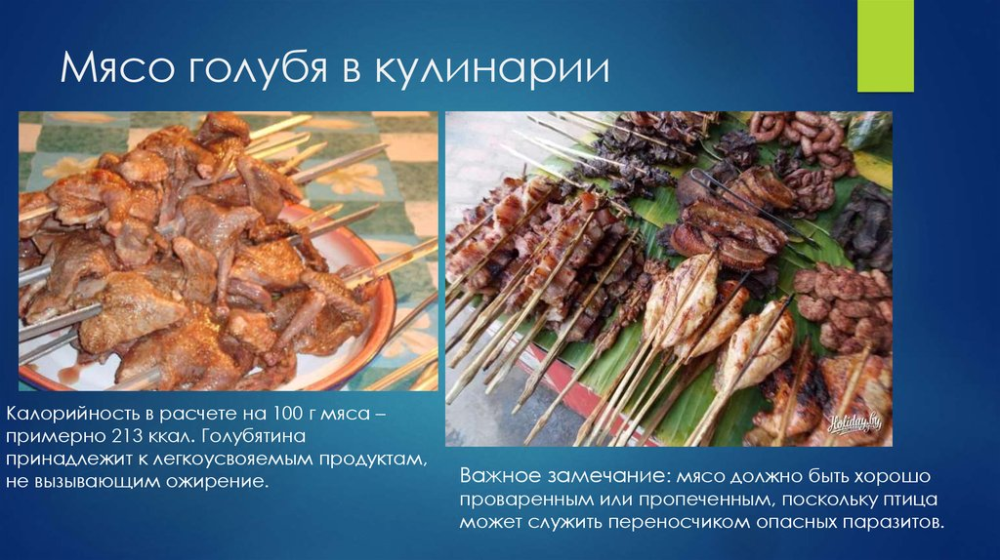 Мясо голубя в кулинарии
Калорийность в расчете на 100 г мяса –
примерно 213 ккал. Голубятина
принадлежит к легкоусвояемым продуктам,
не вызывающим ожирение.
Holiday.by
Важное замечание: мясо должно быть хорошо
проваренным или пропеченным, поскольку птица
может служить переносчиком опасных паразитов.